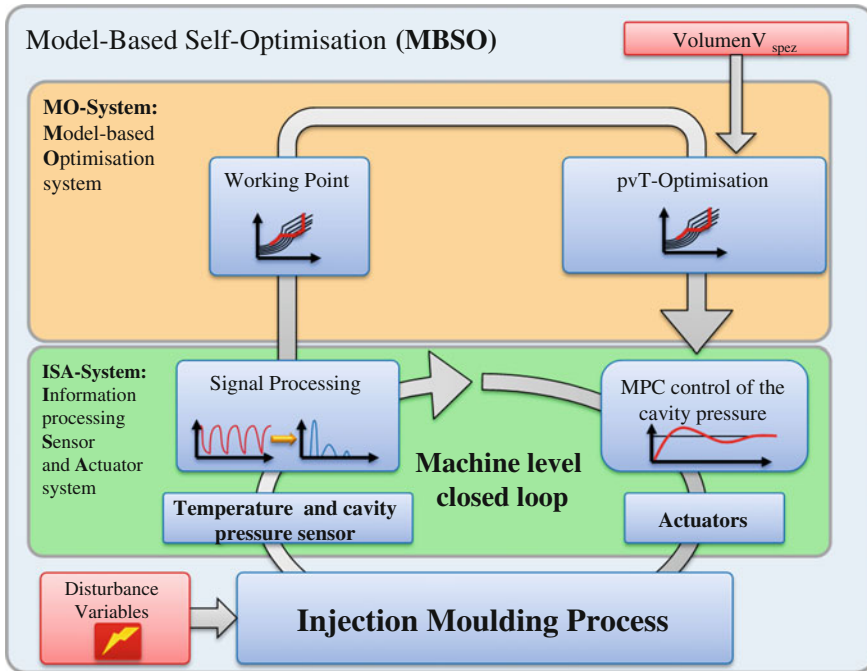 Model-Based Self-Optimisation (MBSO)
VolumenV spez
MO-System:
Model-based
Optimisation
system
Working Point
pvT-Optimisation
ISA-System:
Information
processing
Sensor
and Actuator
system
Signal Processing
MPC control of the
cavity pressure
Machine level
closed loop
Temperature and cavity
pressure sensor
Actuators
Disturbance
Variables
Injection Moulding Process